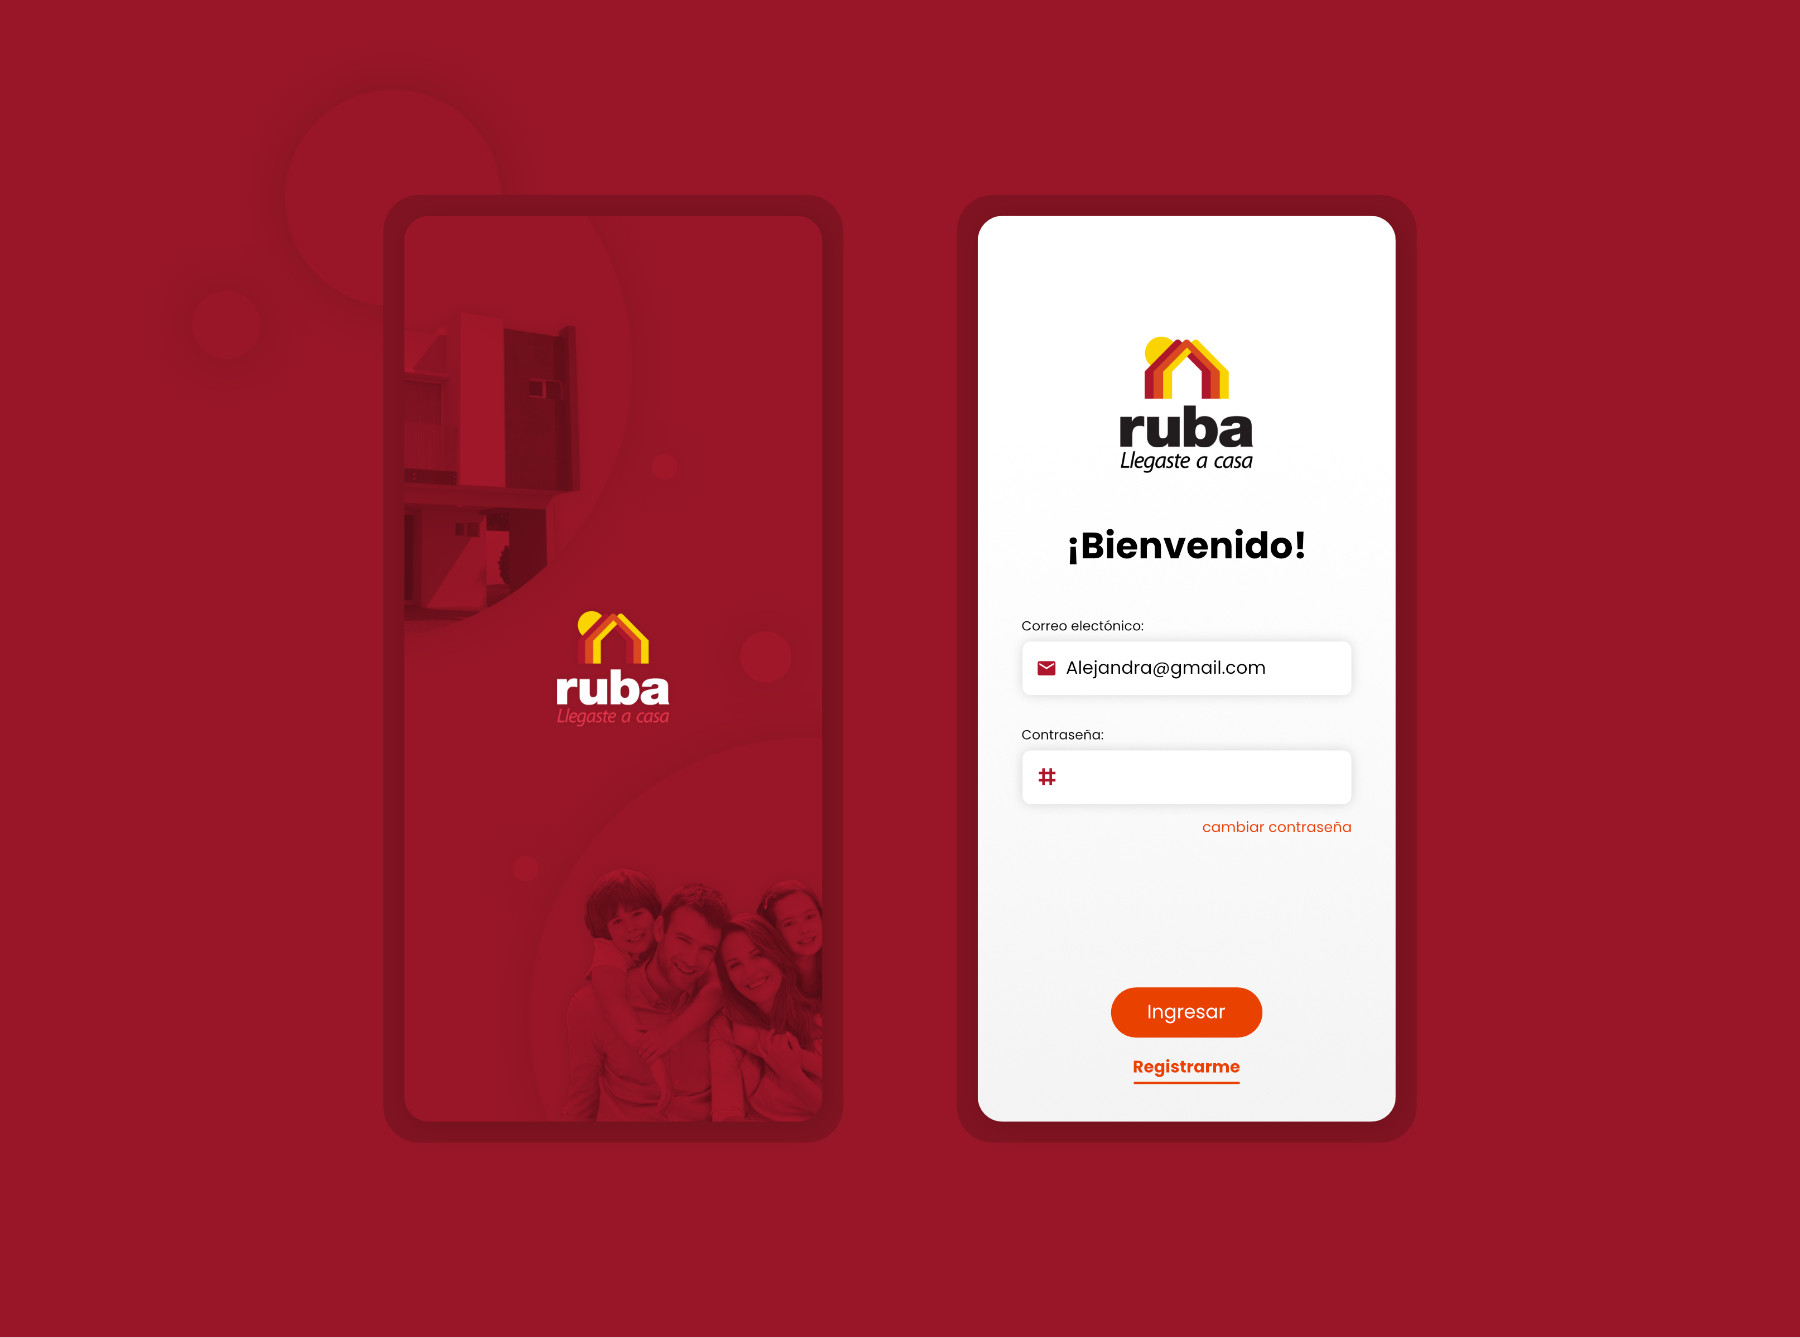 ruba
Llegaste a casa
ruba
Llegaste a casa
¡Bienvenido!
Correo electónico:
Alejandra@gmail.com
Contraseña:
#
cambiar contraseña
Ingresar
Registrarme